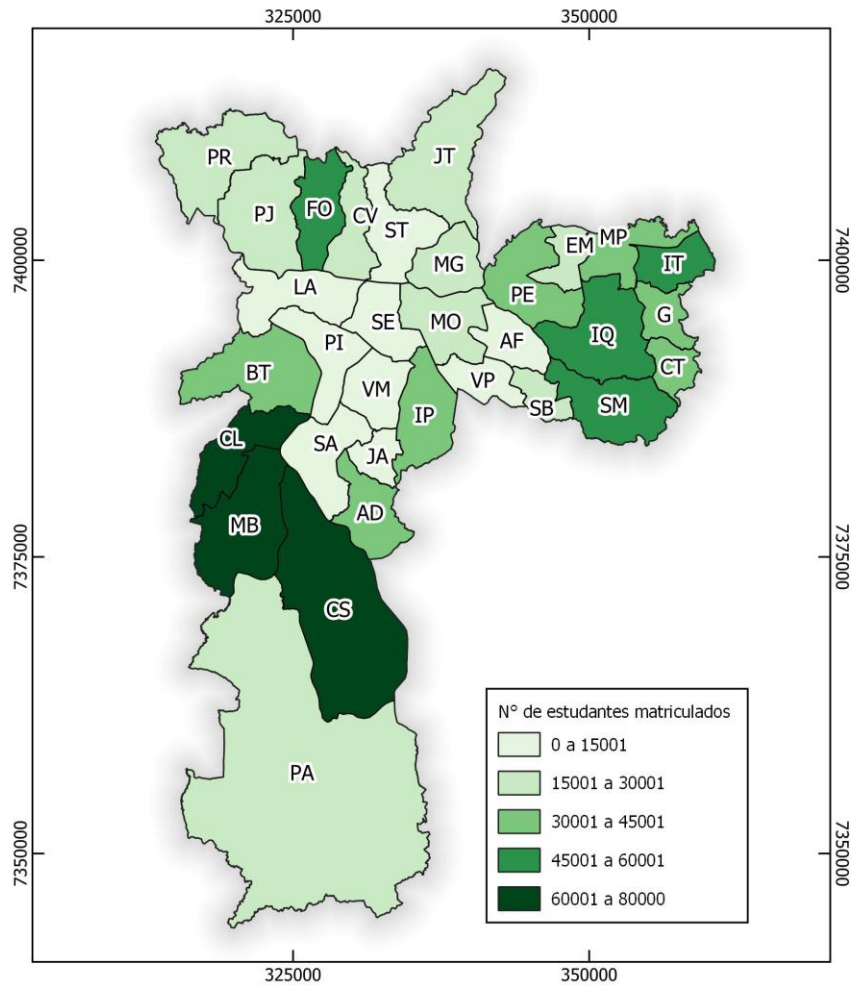 325000
350000
7400000
7400000
7375000
7375000
7350000
7350000
PR
JT
PJ
FO
CV
ST
MG
EM
MP
IT
LA
PE
SE
MO
G
PI
AF
IQ
BT
VM
VP
CT
IP
SB
SM
CL
SA
JA
MB
AD
CS
PA
N° de estudantes matriculados
0 a 15001
15001 a 30001
30001 a 45001
45001 a 60001
60001 a 80000
325000
350000